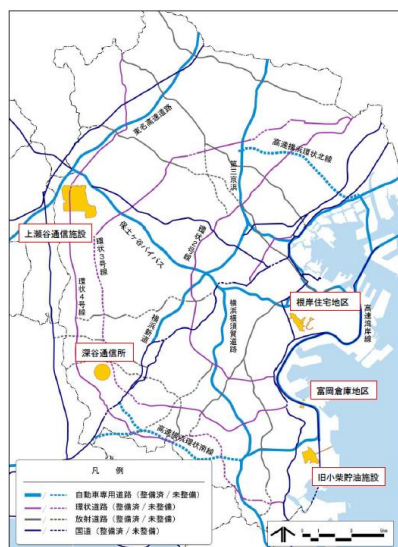 東名高速道路
第三京浜
高速横浜環状北線
上瀬谷通信施設
保土ヶ谷バイパス
環状2号線
環状3号線
環状4号線
根岸住宅地区
横浜新道
横浜横須賀道路
高速湾岸線
深谷通信所
富岡倉庫地区
高速横浜環状南線
旧小柴貯油施設
凡 例
自動車専用道路 (整備済 / 未整備)
環状道路 (整備済 / 未整備)
放射道路 (整備済 / 未整備)
国道 (整備済 / 未整備)